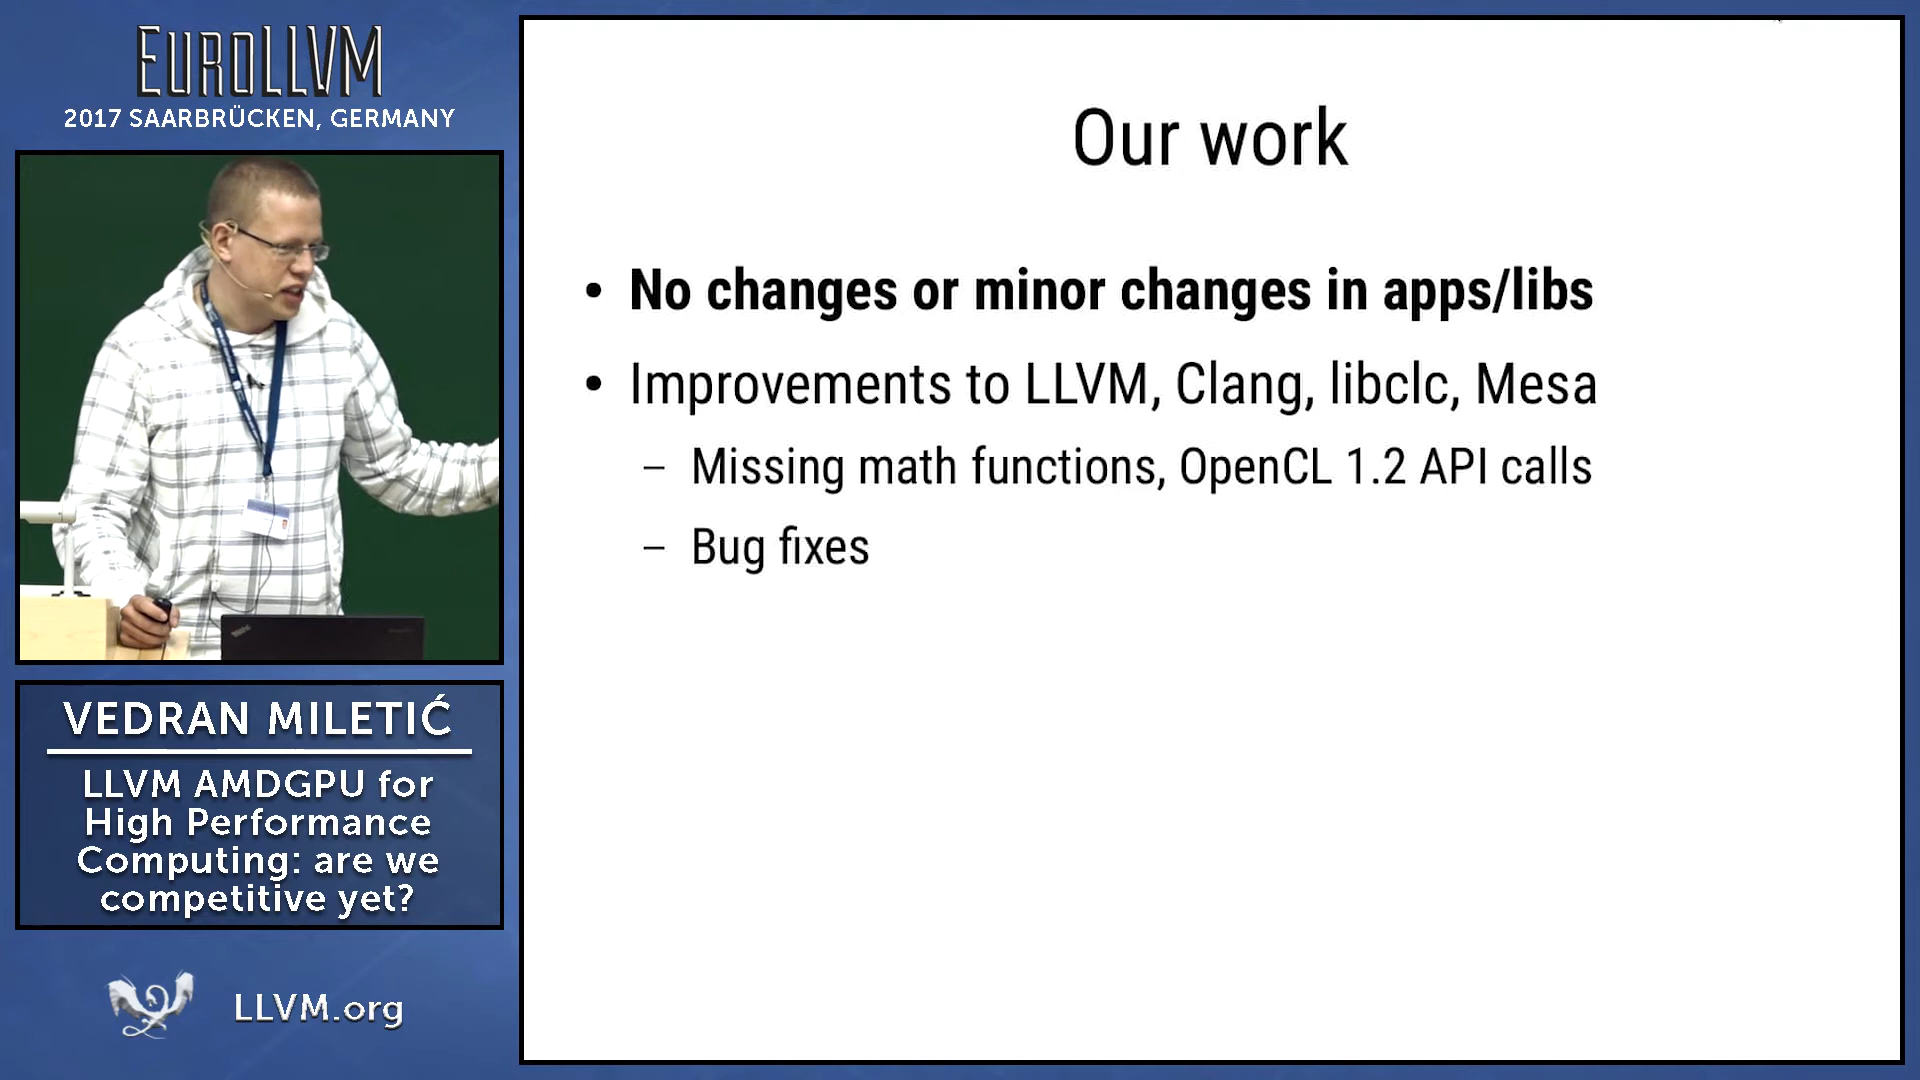 EUROLLVM
2017 SAARBRÜCKEN, GERMANY
VEDRAN MILETIĆ
LLVM AMDGPU for
High Performance
Computing: are we
competitive yet?
LLVM.org
Our work
• No changes or minor changes in apps/libs
• Improvements to LLVM, Clang, libclc, Mesa
– Missing math functions, OpenCL 1.2 API calls
– Bug fixes